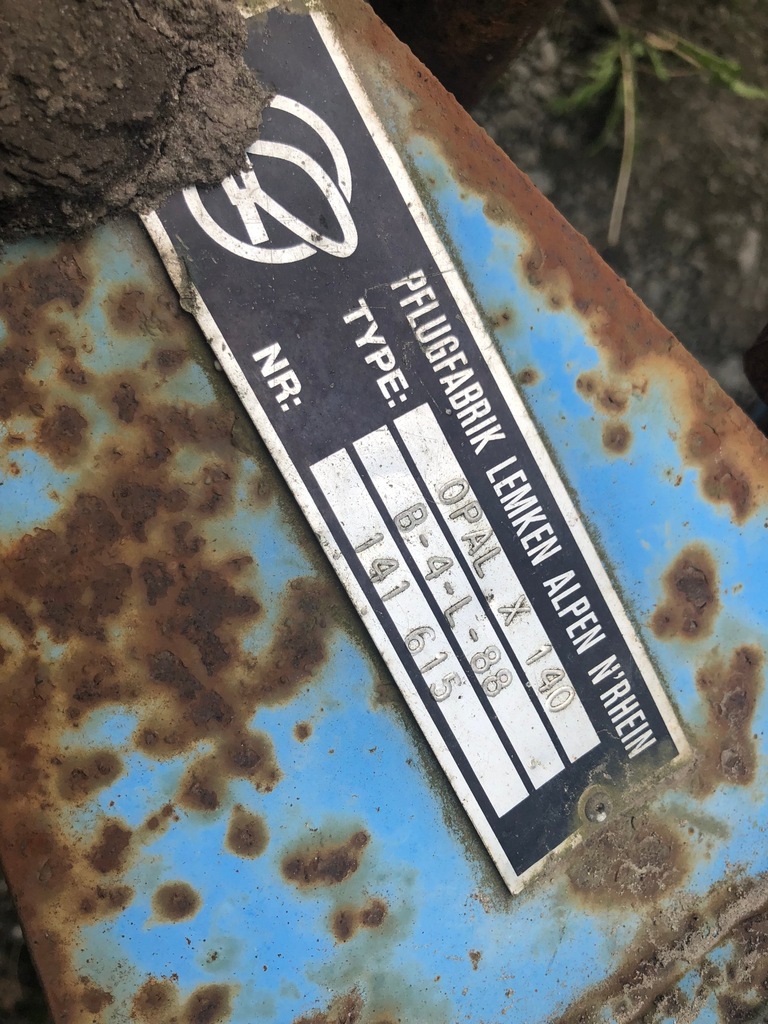 PFLUGFABRIK LEMKEN ALPEN N'RHEIN
TYPE: OPAL X 140
B-4-L-88
NR: 141 615